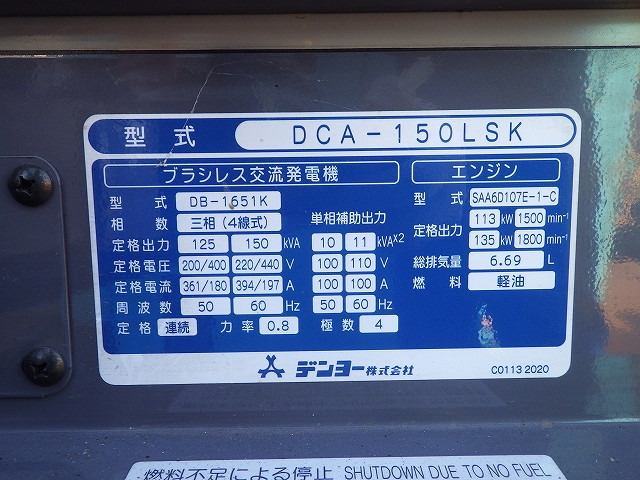 型式 DCA-150LSK
ブラシレス交流発電機
型式 DB-1651K
相数 三相(4線式) 単相補助出力
定格出力 125 150 kVA 10 11 kVA×2
定格電圧 200/400 220/440 V 100 110 V
定格電流 361/180 394/197 A 100 100 A
周波数 50 60 Hz 50 60 Hz
定格 連続 力率 0.8 極数 4
エンジン
型式 SAA6D107E-1-C
定格出力 113 kW 1500 min⁻¹
135 kW 1800 min⁻¹
総排気量 6.69 L
燃料 軽油
デンヨー株式会社
C0113 2020
燃料不足による停止 SHUTDOWN DUE TO NO FUEL